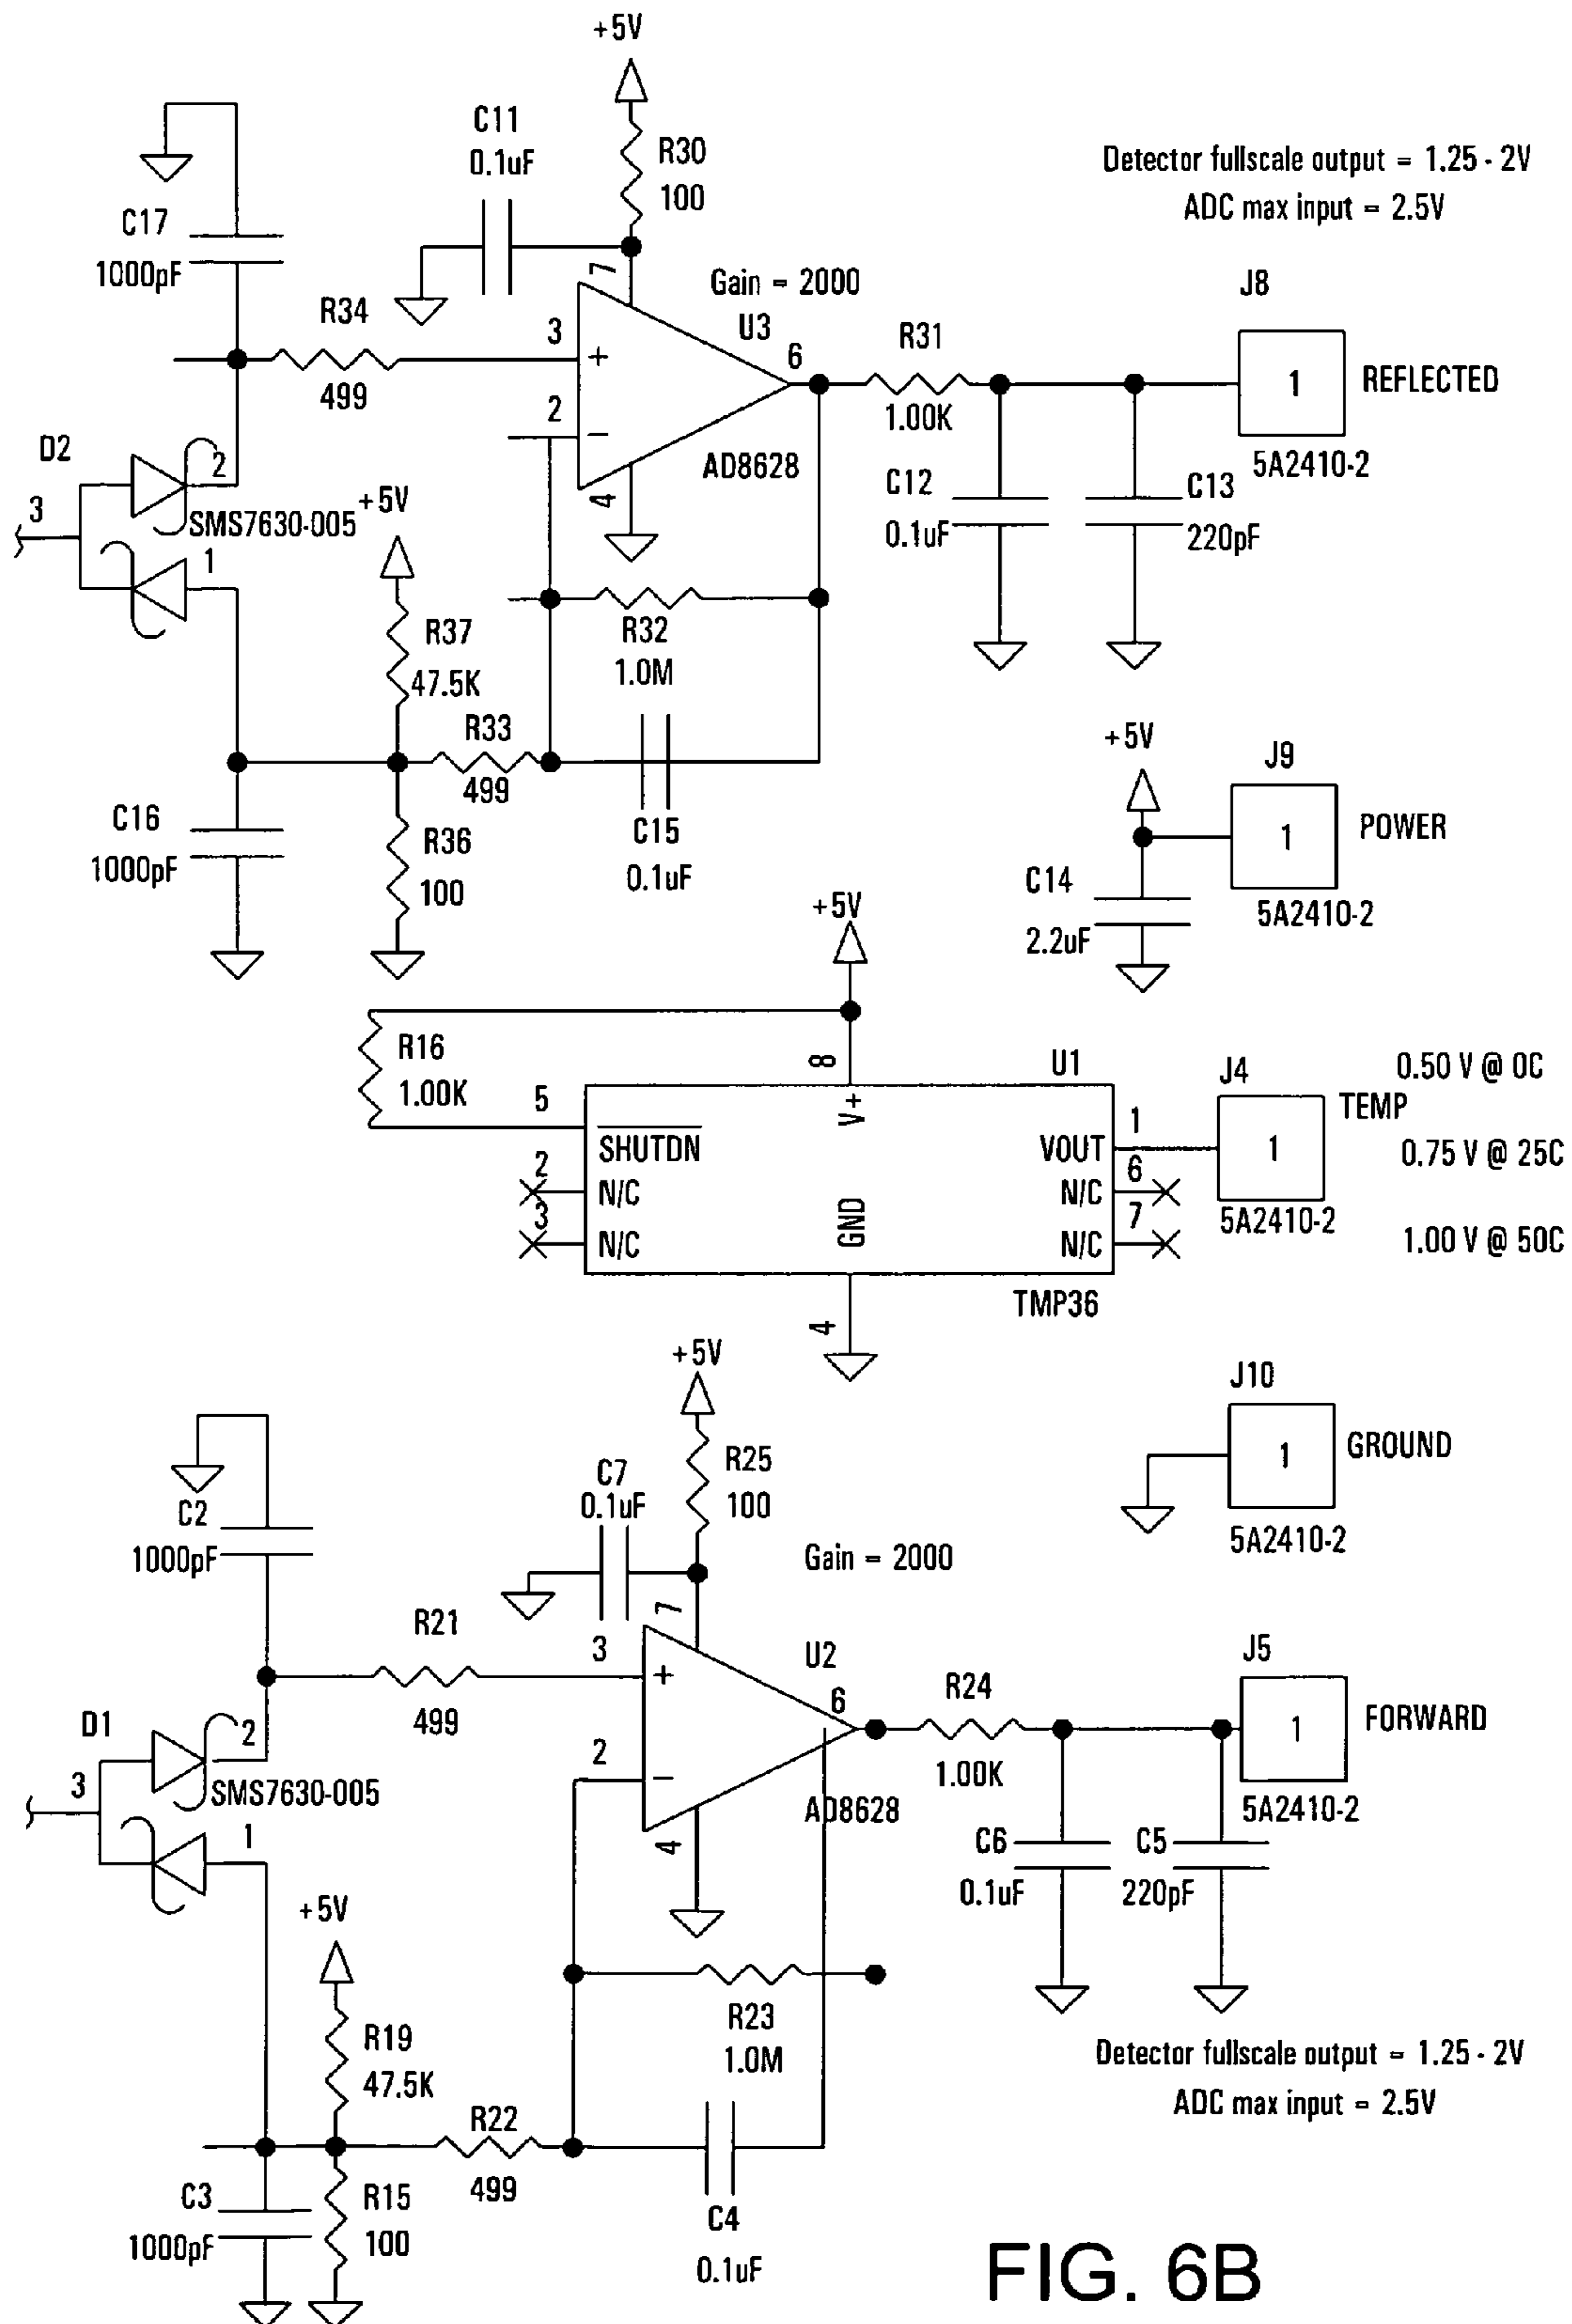 +5V
C11
0.1uF
R30
100
Detector fullscale output = 1.25 - 2V
ADC max input = 2.5V
C17
1000pF
R34
499
7
Gain = 2000
U3
3
+
2
−
6
4
AD8628
R31
1.00K
J8
1
REFLECTED
5A2410-2
C12
0.1uF
C13
220pF
D2
3
2
SMS7630-005
1
+5V
R37
47.5K
R32
1.0M
R33
499
C15
0.1uF
C16
1000pF
R36
100
+5V
J9
1
POWER
5A2410-2
C14
2.2uF
+5V
R16
1.00K
8
U1
5
SHUTDN
V+
VOUT
1
2
N/C
N/C
6
3
N/C
GND
N/C
7
4
TMP36
J4
1
TEMP
5A2410-2
0.50 V @ 0C
0.75 V @ 25C
1.00 V @ 50C
+5V
R25
100
C7
0.1uF
J10
1
GROUND
5A2410-2
C2
1000pF
Gain = 2000
R21
499
7
3
+
2
−
U2
6
4
AD8628
R24
1.00K
J5
1
FORWARD
5A2410-2
C6
0.1uF
C5
220pF
D1
3
2
SMS7630-005
1
+5V
R19
47.5K
R23
1.0M
Detector fullscale output = 1.25 - 2V
ADC max input = 2.5V
R22
499
C3
1000pF
R15
100
C4
0.1uF
FIG. 6B